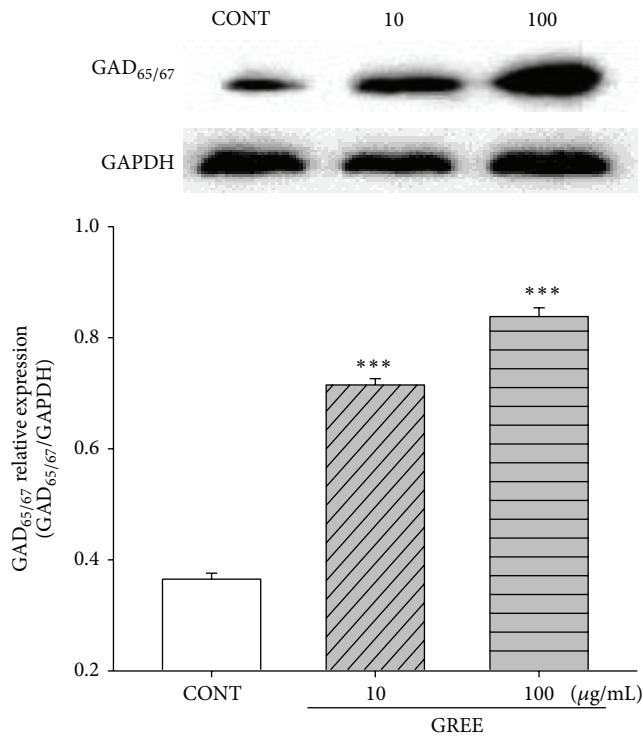 CONT 10 100
GAD65/67
GAPDH
1.0
0.8
0.6
0.4
0.2
GAD65/67 relative expression
(GAD65/67/GAPDH)
***
***
CONT 10 100 (µg/mL)
GREE